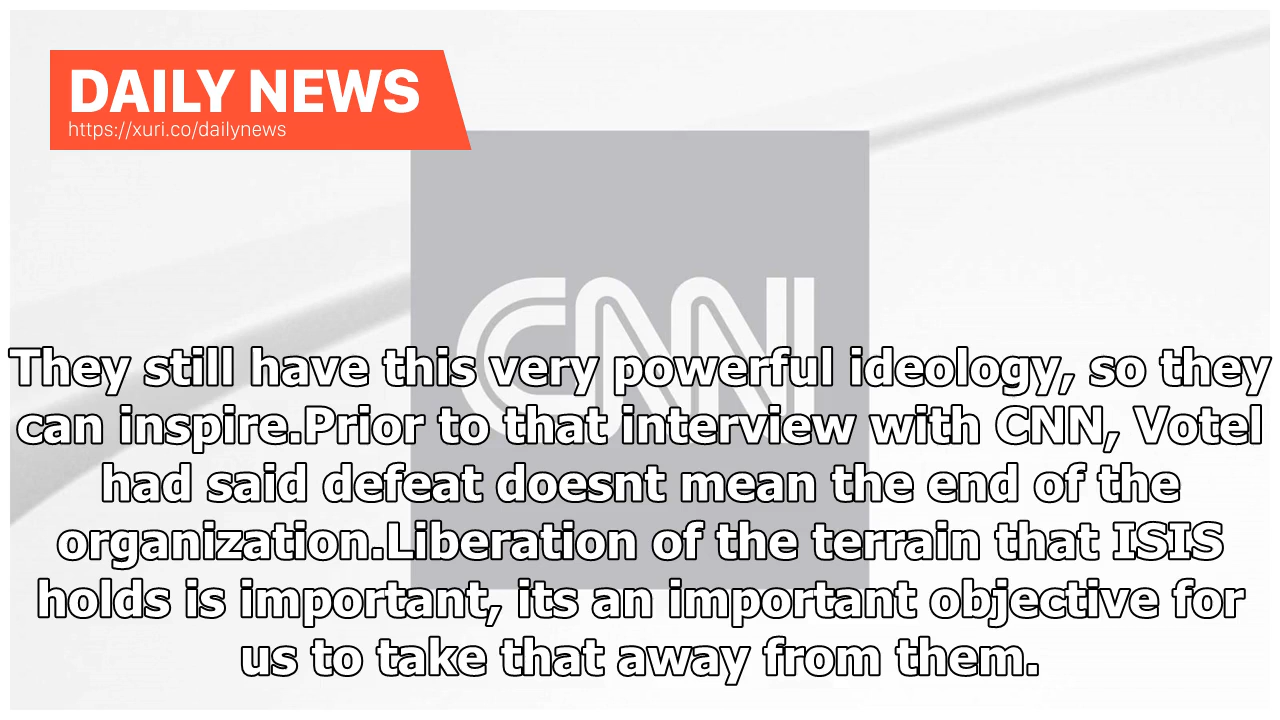 DAILY NEWS
https://xuri.co/dailynews
CNN
They still have this very powerful ideology, so they
can inspire.Prior to that interview with CNN, Votel
had said defeat doesnt mean the end of the
organization.Liberation of the terrain that ISIS
holds is important, its an important objective for
us to take that away from them.